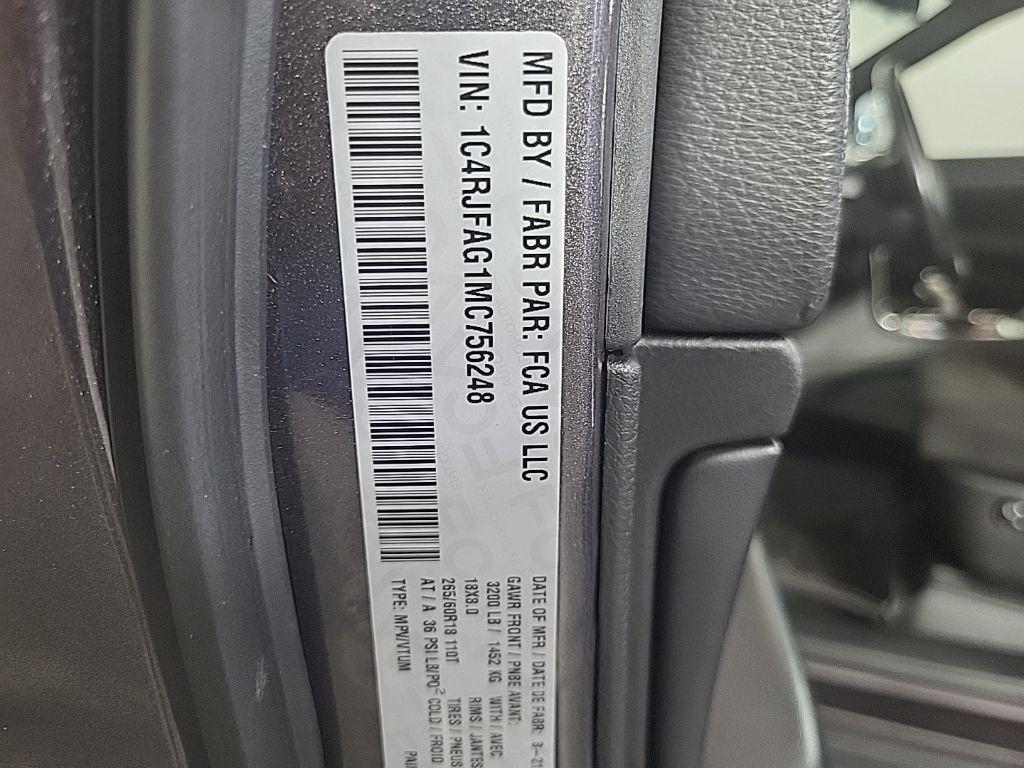 MFD BY / FABR PAR: FCA US LLC
VIN: 1C4RJFAG1MC756248
DATE OF MFR / DATE DE FABR: 3-21
GAWR FRONT / PNBE AVANT:
3200 LB / 1452 KG WITH / AVEC
18X8.0 RIMS / JANTES
265/60R18 110T TIRES / PNEUS
AT / A 36 PSI LB/PO² COLD / FROID
TYPE: MPV/VTUM